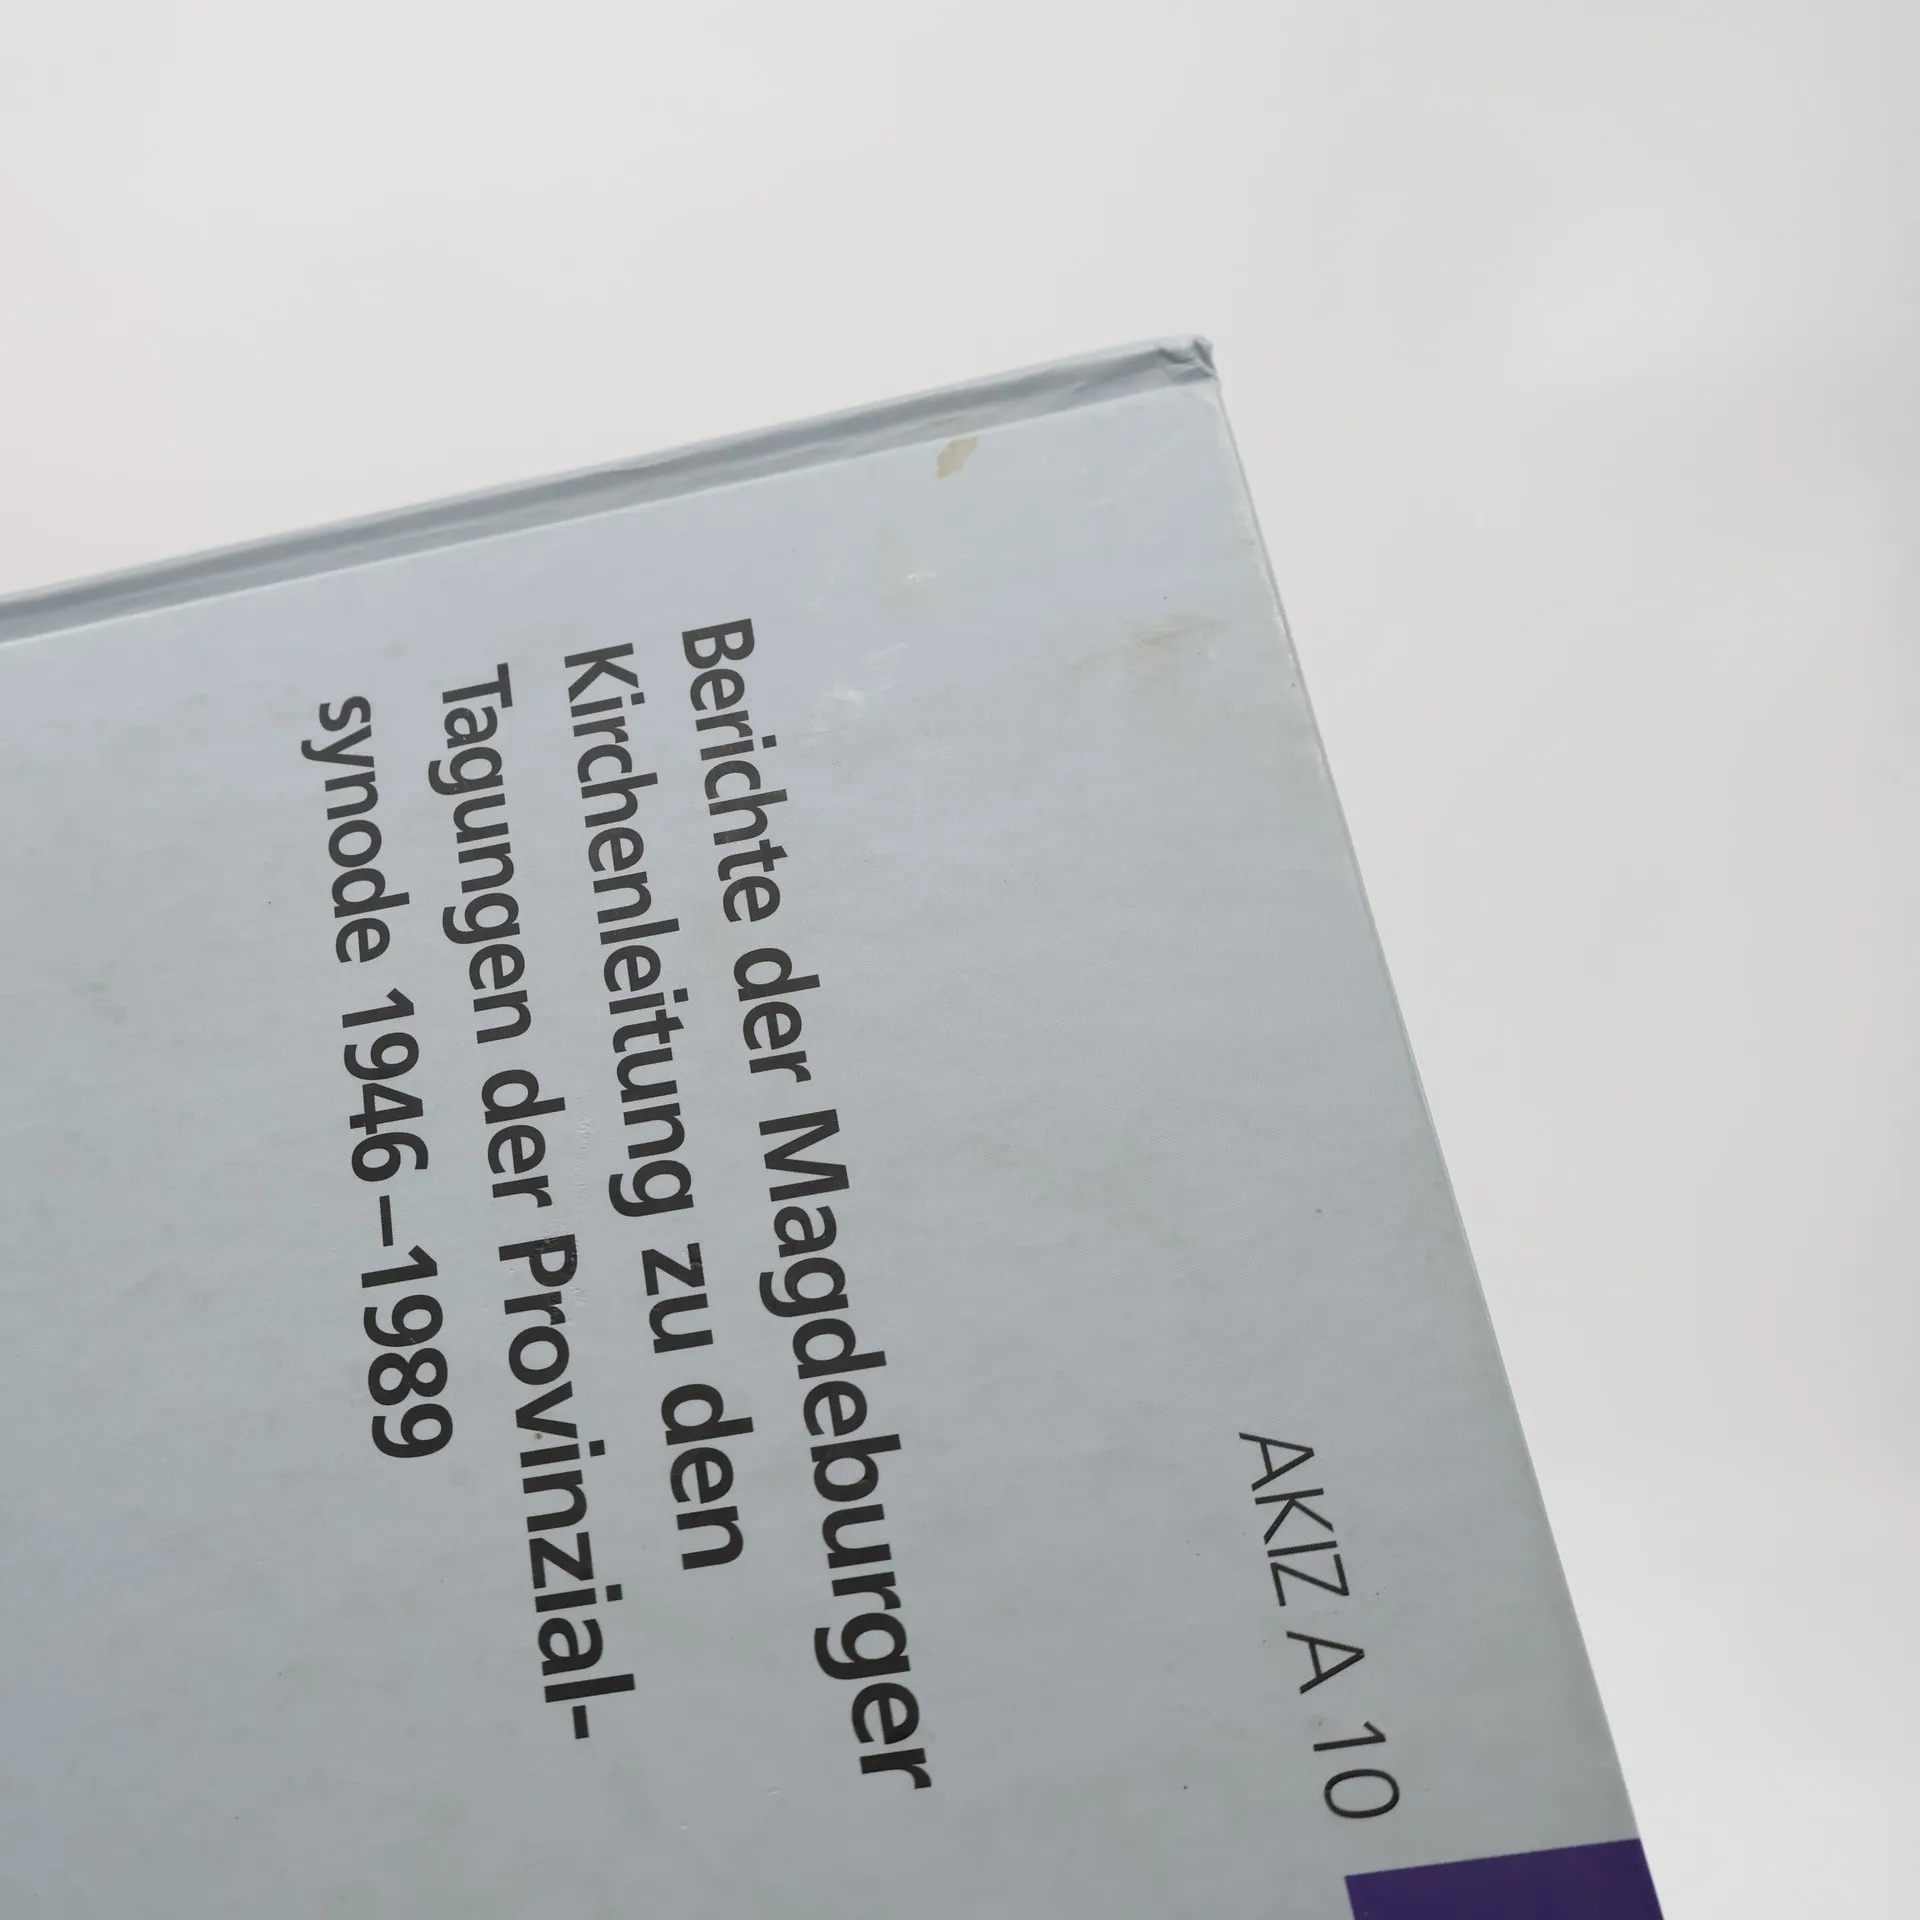 AKIZ A 10
Berichte der Magdeburger
Kirchenleitung zu den
Tagungen der Provinzial-
synode 1946–1989